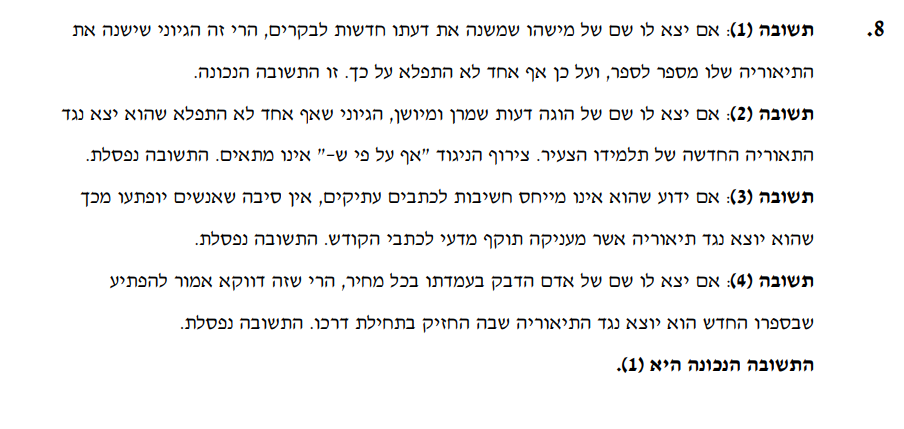 8. תשובה (1): אם יצא לו שם של מישהו שמשנה את דעתו חדשות לבקרים, הרי זה הגיוני שישנה את
התיאוריה שלו מספר לספר, ועל כן אף אחד לא התפלא על כך. זו התשובה הנכונה.
תשובה (2): אם יצא לו שם של הוגה דעות שמרן ומיושן, הגיוני שאף אחד לא התפלא שהוא יצא נגד
התאוריה החדשה של תלמידו הצעיר. צירוף הניגוד "אף על פי ש-" אינו מתאים. התשובה נפסלת.
תשובה (3): אם ידוע שהוא אינו מייחס חשיבות לכתבים עתיקים, אין סיבה שאנשים יופתעו מכך
שהוא יוצא נגד תיאוריה אשר מעניקה תוקף מדעי לכתבי הקודש. התשובה נפסלת.
תשובה (4): אם יצא לו שם של אדם הדבק בעמדתו בכל מחיר, הרי שזה דווקא אמור להפתיע
שבספרו החדש הוא יוצא נגד התיאוריה שבה החזיק בתחילת דרכו. התשובה נפסלת.
התשובה הנכונה היא (1).